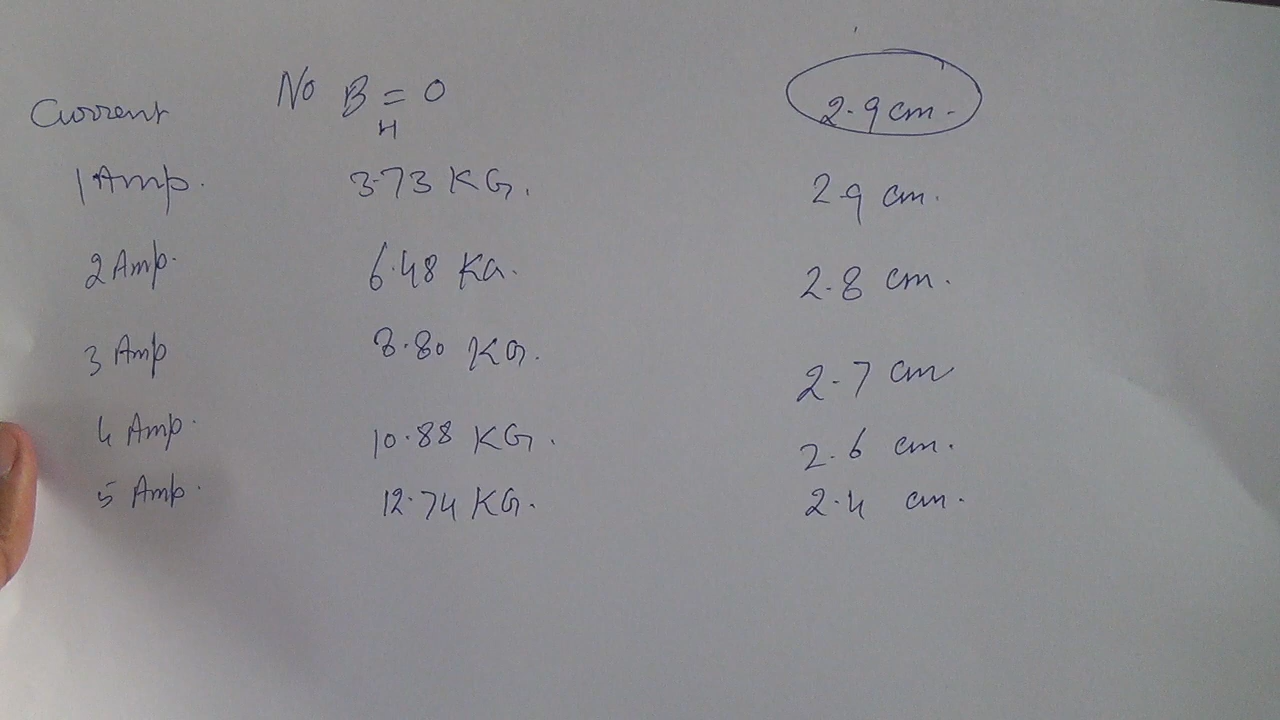 Current No B = 0 2.9 cm.
H
1 Amp. 3.73 KG. 2.9 cm.
2 Amp. 6.48 KG. 2.8 cm.
3 Amp 8.80 KG. 2.7 cm
4 Amp. 10.88 KG. 2.6 cm.
5 Amp. 12.74 KG. 2.4 cm.